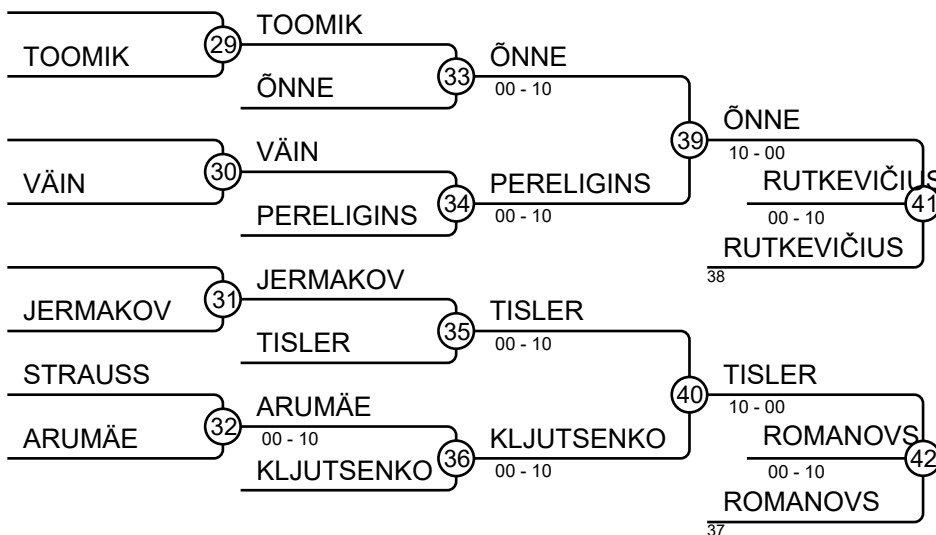 TOOMIK
29
TOOMIK
ÕNNE
33
ÕNNE
00 - 10
VÄIN
30
VÄIN
PERELIGINS
34
PERELIGINS
00 - 10
39
ÕNNE
10 - 00
RUTKEVIČIUS
00 - 10
41
RUTKEVIČIUS
38
JERMAKOV
31
JERMAKOV
TISLER
35
TISLER
00 - 10
STRAUSS
ARUMÄE
32
ARUMÄE
00 - 10
KLJUTSENKO
36
KLJUTSENKO
00 - 10
40
TISLER
10 - 00
ROMANOVS
00 - 10
42
ROMANOVS
37